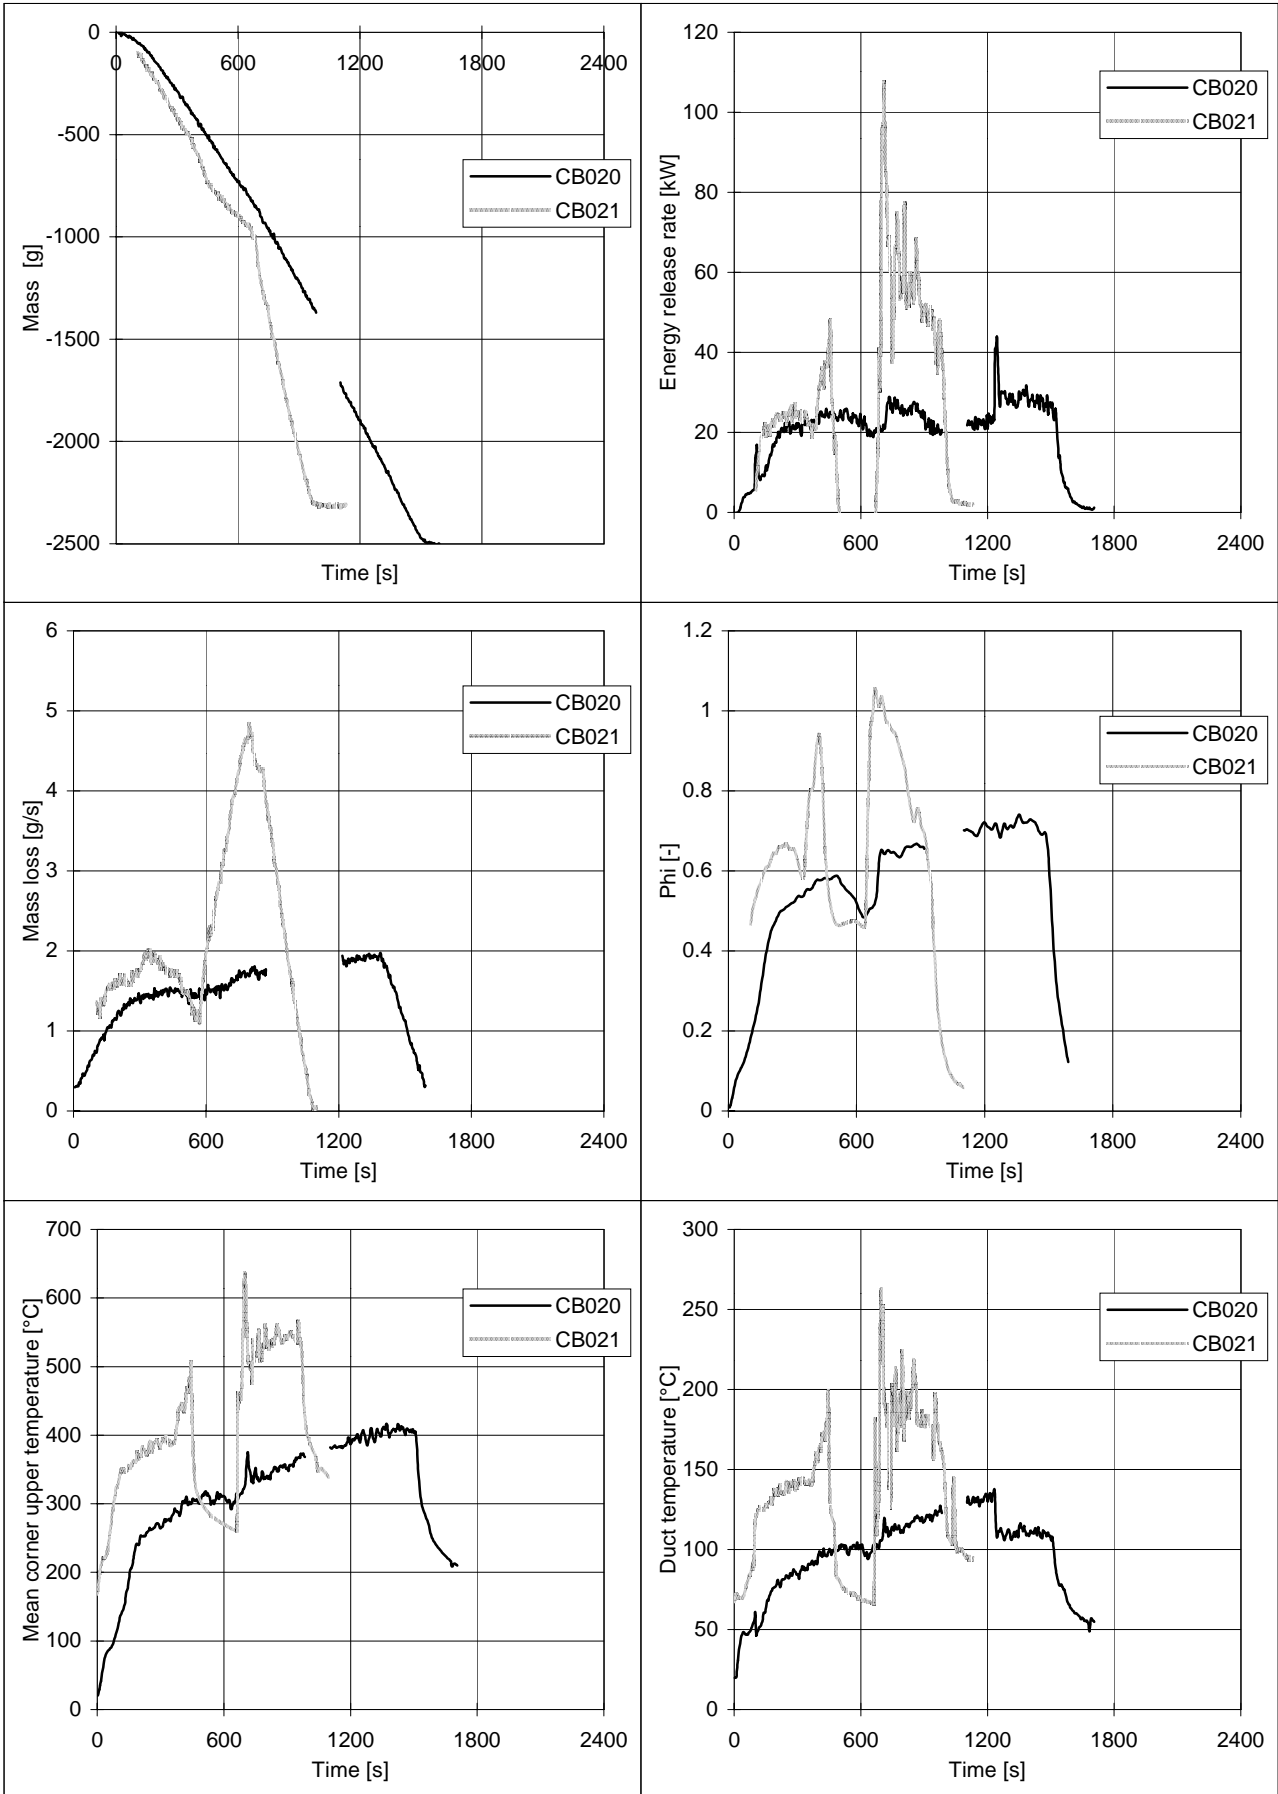 0
-500
-1000
-1500
-2000
-2500
0 600 1200 1800 2400
Mass [g]
Time [s]
CB020
CB021
120
100
80
60
40
20
0
0 600 1200 1800 2400
Energy release rate [kW]
Time [s]
CB020
CB021
6
5
4
3
2
1
0
0 600 1200 1800 2400
Mass loss [g/s]
Time [s]
CB020
CB021
1.2
1
0.8
0.6
0.4
0.2
0
0 600 1200 1800 2400
Phi [-]
Time [s]
CB020
CB021
700
600
500
400
300
200
100
0
0 600 1200 1800 2400
Mean corner upper temperature [°C]
Time [s]
CB020
CB021
300
250
200
150
100
50
0
0 600 1200 1800 2400
Duct temperature [°C]
Time [s]
CB020
CB021